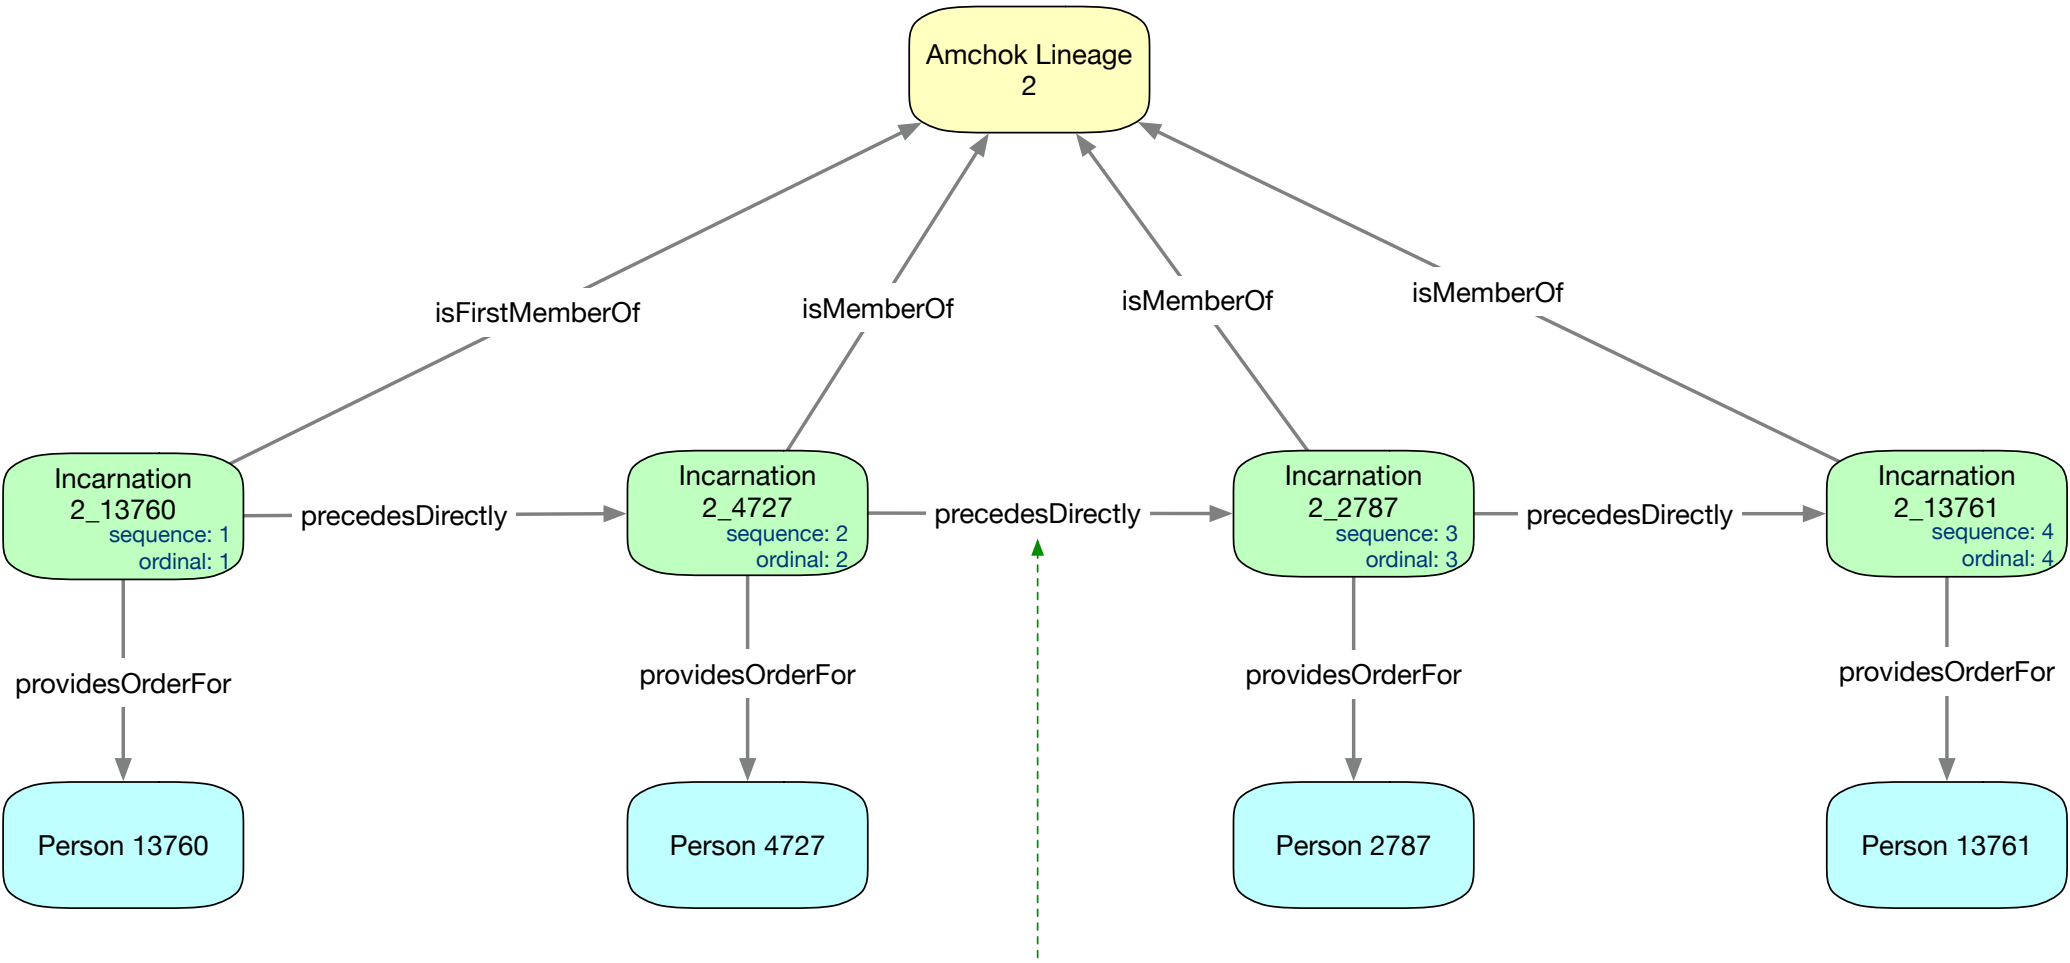 Amchok Lineage
2
isFirstMemberOf
isMemberOf
isMemberOf
isMemberOf
Incarnation
2_13760
sequence: 1
ordinal: 1
precedesDirectly
Incarnation
2_4727
sequence: 2
ordinal: 2
precedesDirectly
Incarnation
2_2787
sequence: 3
ordinal: 3
precedesDirectly
Incarnation
2_13761
sequence: 4
ordinal: 4
providesOrderFor
providesOrderFor
providesOrderFor
providesOrderFor
Person 13760
Person 4727
Person 2787
Person 13761